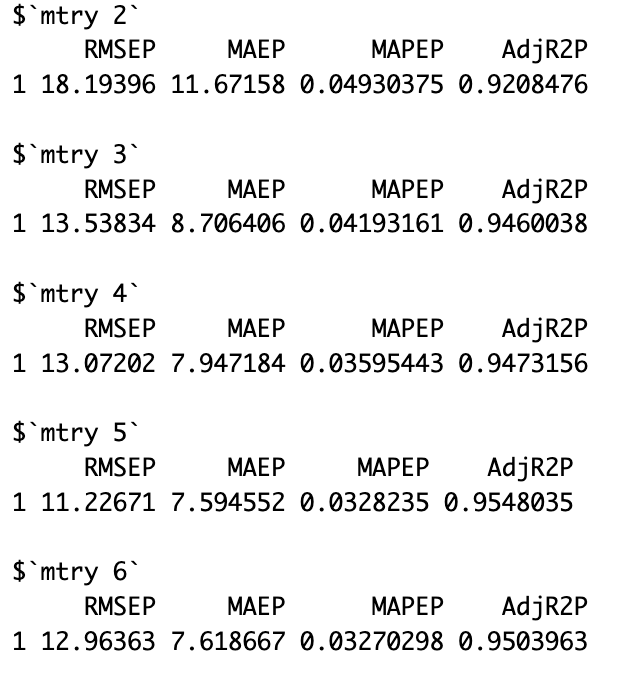 $`mtry 2`
RMSEP MAEP MAPEP AdjR2P
1 18.19396 11.67158 0.04930375 0.9208476
$`mtry 3`
RMSEP MAEP MAPEP AdjR2P
1 13.53834 8.706406 0.04193161 0.9460038
$`mtry 4`
RMSEP MAEP MAPEP AdjR2P
1 13.07202 7.947184 0.03595443 0.9473156
$`mtry 5`
RMSEP MAEP MAPEP AdjR2P
1 11.22671 7.594552 0.0328235 0.9548035
$`mtry 6`
RMSEP MAEP MAPEP AdjR2P
1 12.96363 7.618667 0.03270298 0.9503963